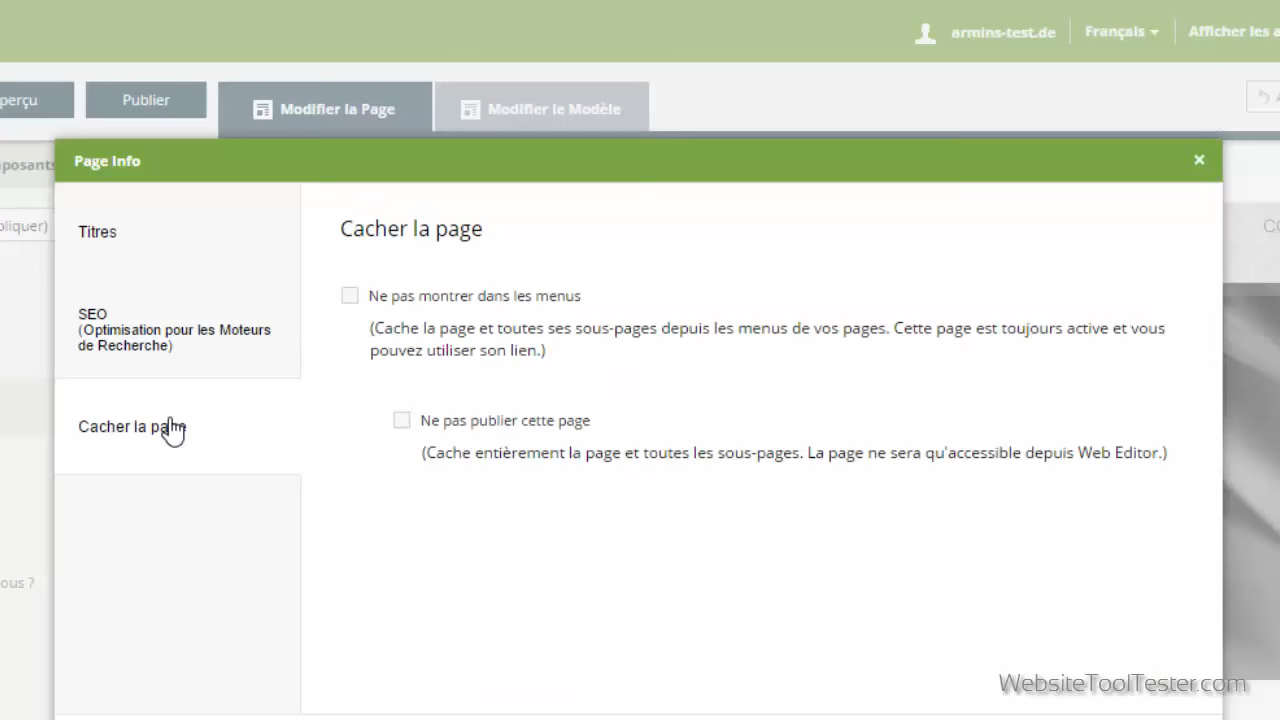 armins-test.de
Français
Afficher les
perçu
Publier
Modifier la Page
Modifier le Modèle
posants
Page Info
×
pliquer)
Titres
SEO
(Optimisation pour les Moteurs
de Recherche)
Cacher la page
Cacher la page
Ne pas montrer dans les menus
(Cache la page et toutes ses sous-pages depuis les menus de vos pages. Cette page est toujours active et vous
pouvez utiliser son lien.)
Ne pas publier cette page
(Cache entièrement la page et toutes les sous-pages. La page ne sera qu'accessible depuis Web Editor.)
ous ?
WebsiteToolTester.com